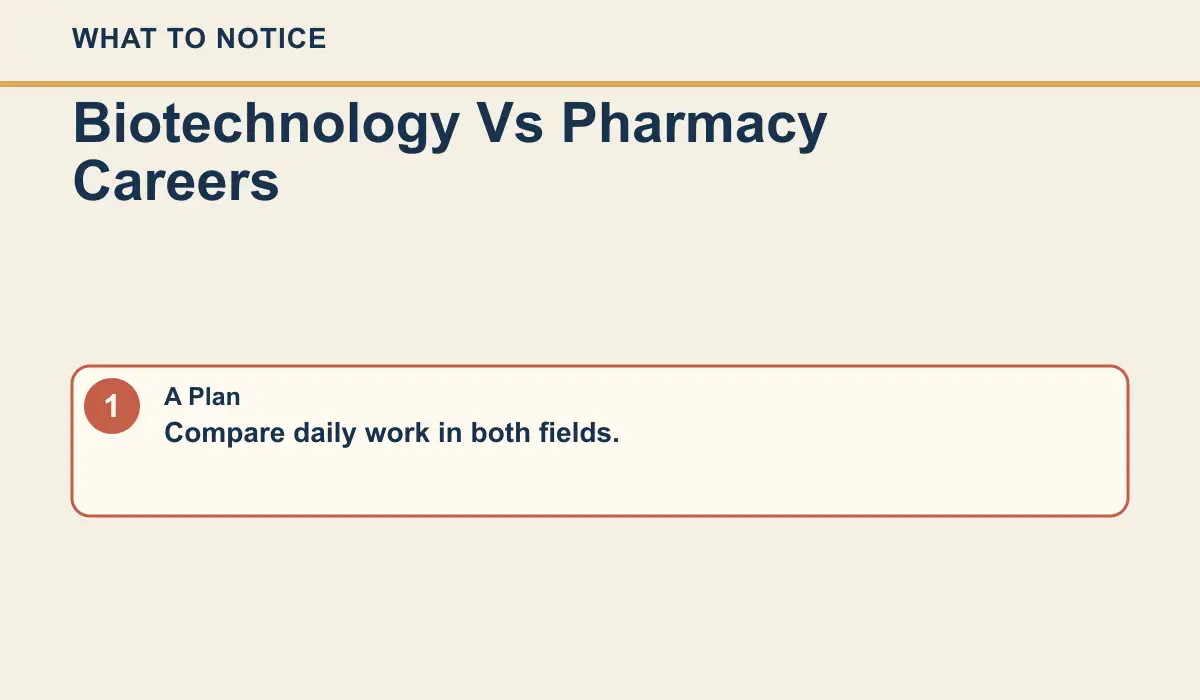 WHAT TO NOTICE
Biotechnology Vs Pharmacy
Careers
1
A Plan
Compare daily work in both fields.